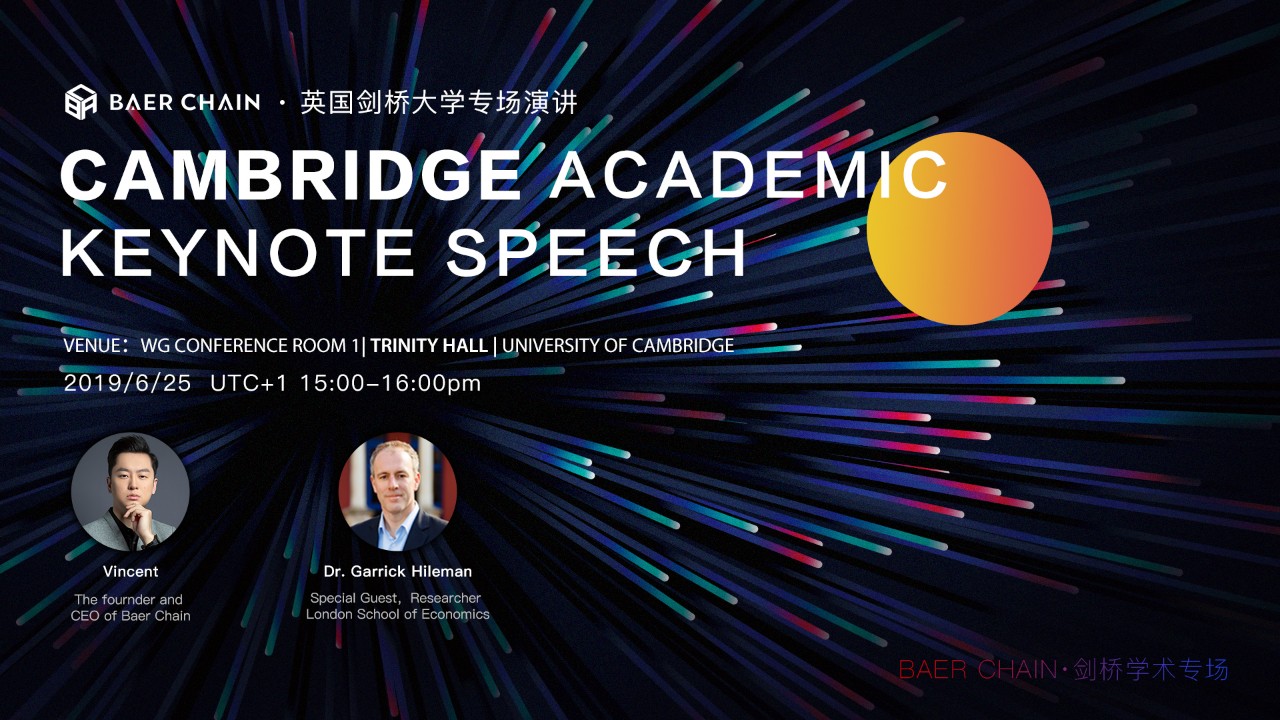 BAER CHAIN · 英国剑桥大学专场演讲
CAMBRIDGE ACADEMIC
KEYNOTE SPEECH
VENUE：WG CONFERENCE ROOM 1| TRINITY HALL | UNIVERSITY OF CAMBRIDGE
2019/6/25 UTC+1 15:00-16:00pm
Vincent
The fournder and
CEO of Baer Chain
Dr. Garrick Hileman
Special Guest，Researcher
London School of Economics
BAER CHAIN·剑桥学术专场